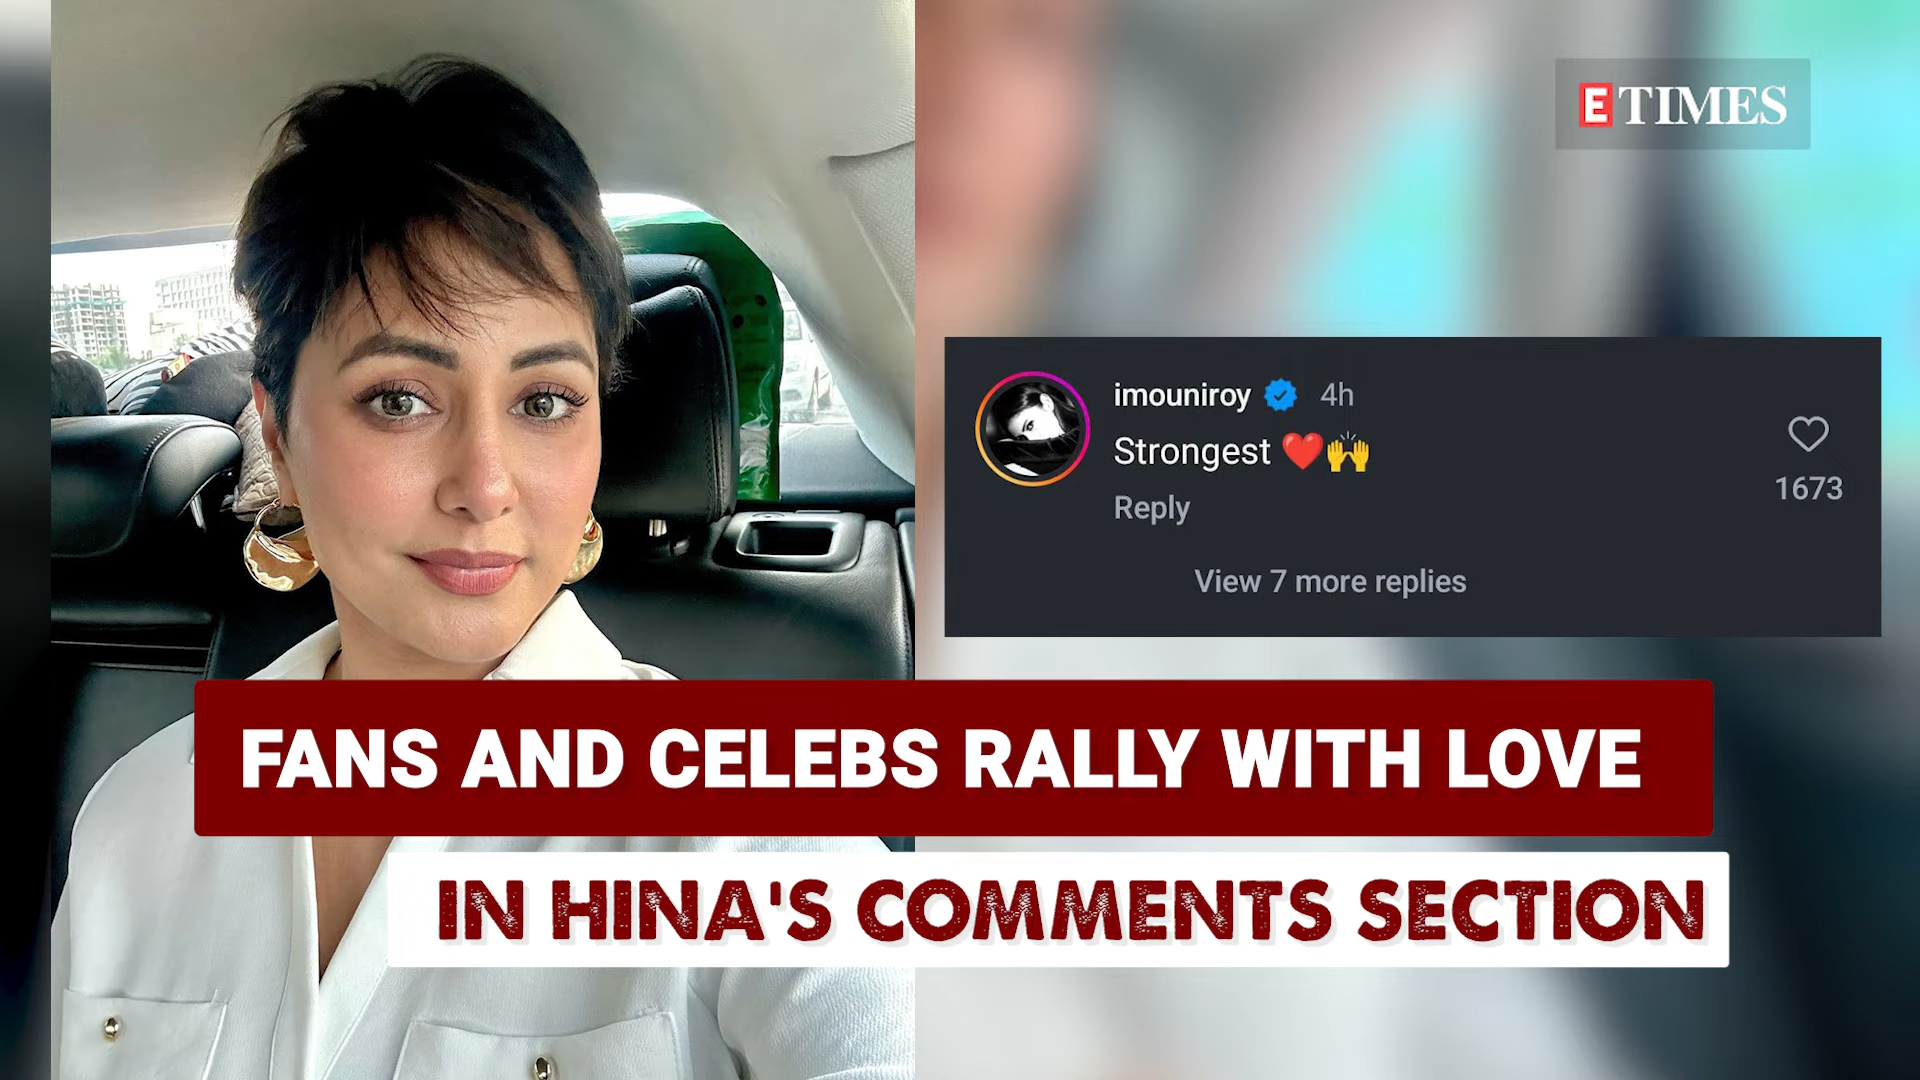 ETIMES
imouniroy 4h
Strongest ❤️🙌
1673
Reply
View 7 more replies
FANS AND CELEBS RALLY WITH LOVE
IN HINA'S COMMENTS SECTION